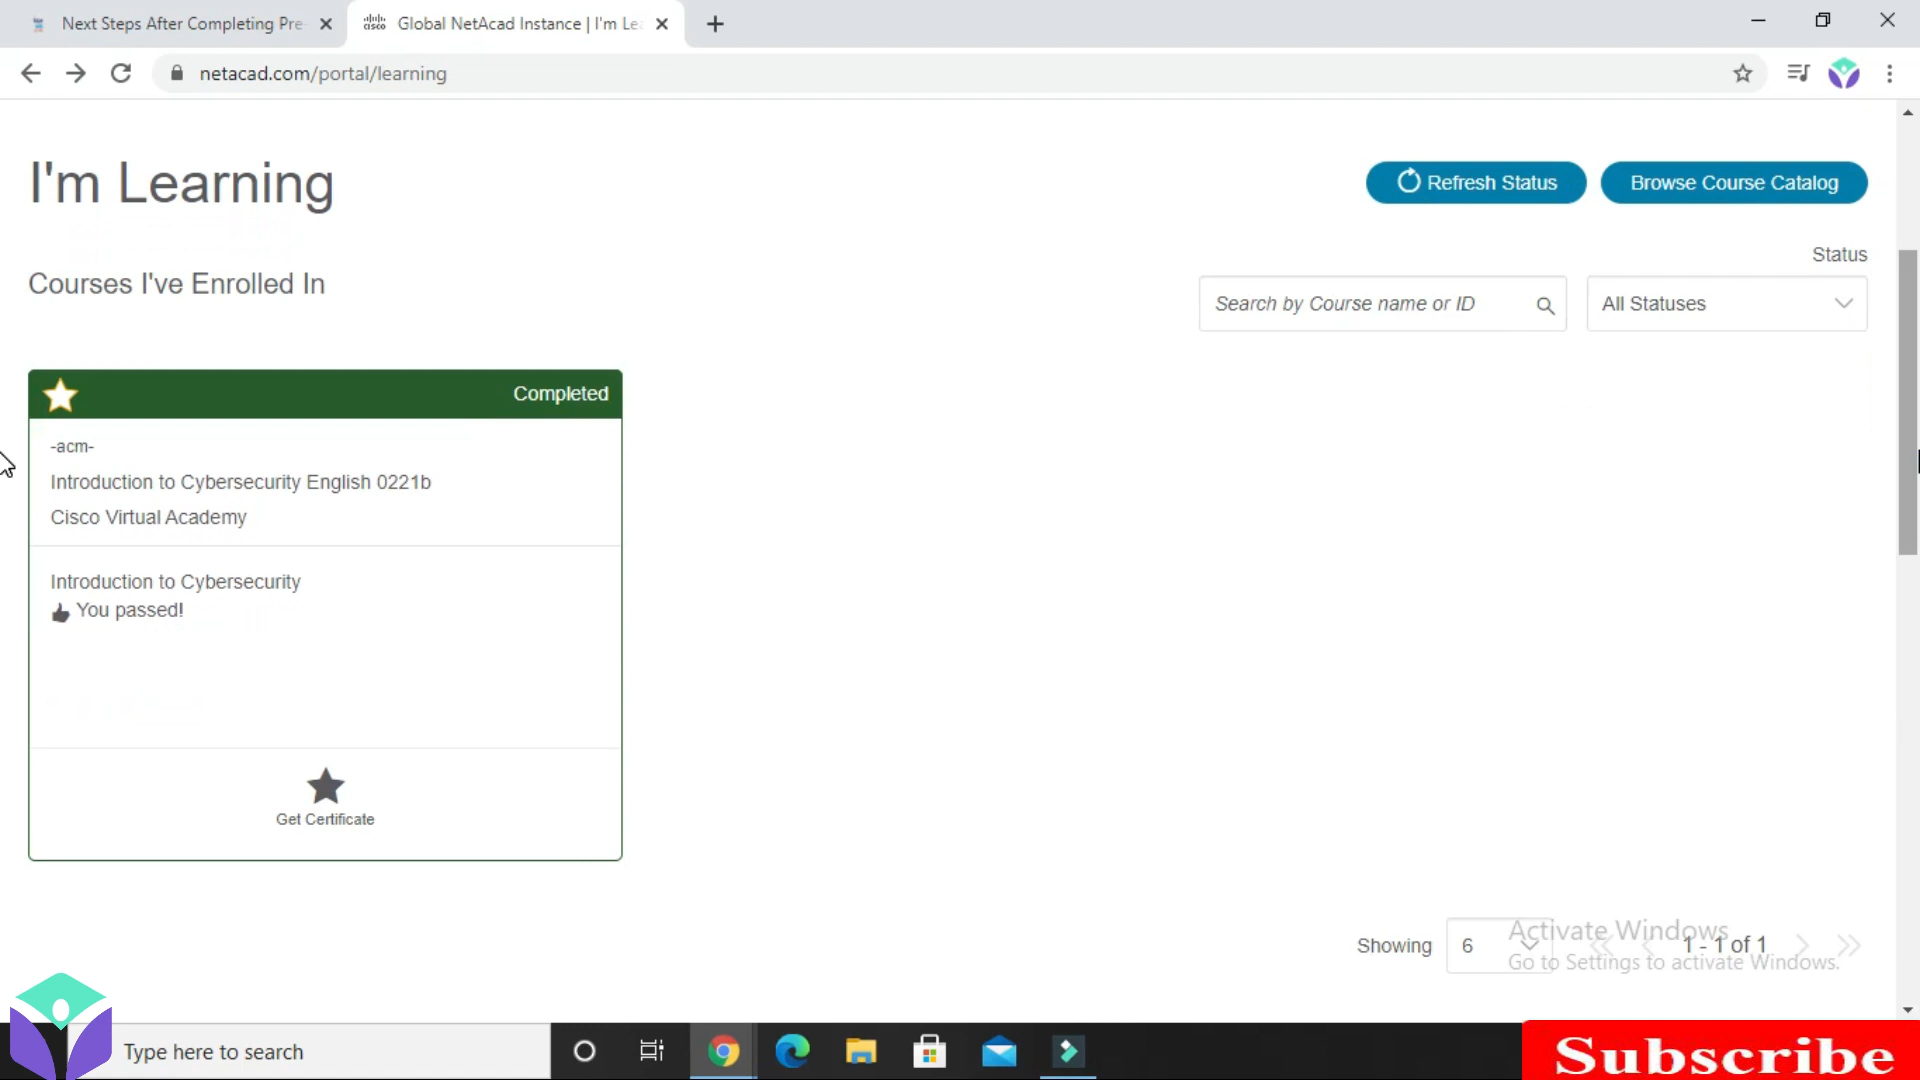 Next Steps After Completing Pre-
Global NetAcad Instance | I'm Le
netacad.com/portal/learning
I'm Learning
Refresh Status
Browse Course Catalog
Status
Courses I've Enrolled In
Search by Course name or ID
All Statuses
Completed
-acm-
Introduction to Cybersecurity English 0221b
Cisco Virtual Academy
Introduction to Cybersecurity
You passed!
Get Certificate
Showing
6
1 - 1 of 1
Activate Windows
Go to Settings to activate Windows.
Type here to search
Subscribe